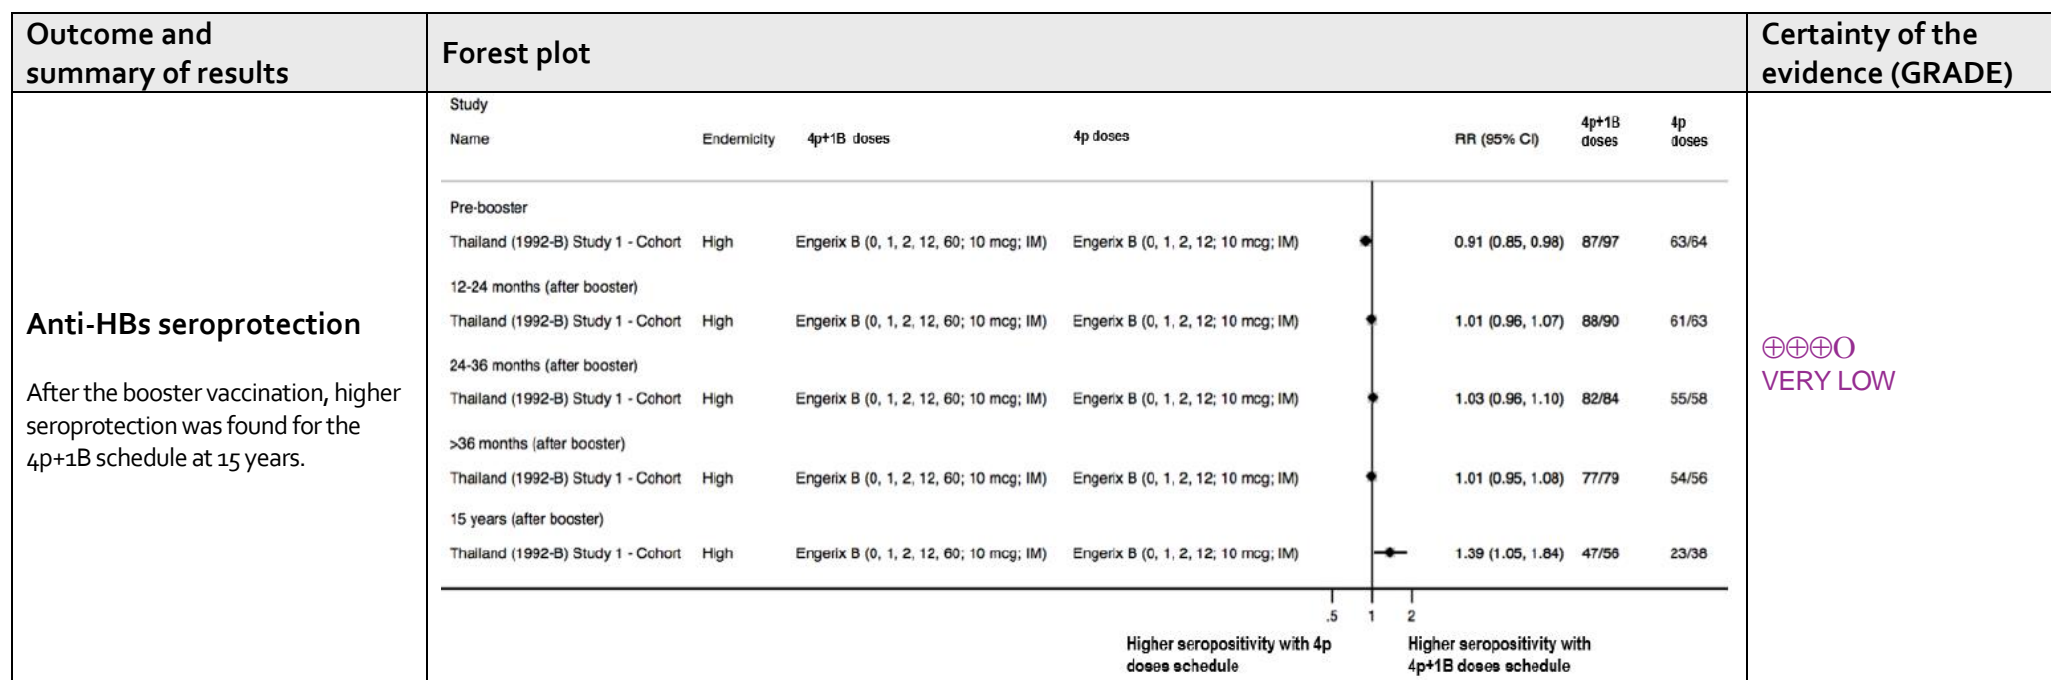 Outcome and
summary of results
Forest plot
Certainty of the
evidence (GRADE)
Study
Name Endemicity 4p+1B doses 4p doses RR (95% CI) 4p+1B doses 4p doses
Pre-booster
Thailand (1992-B) Study 1 - Cohort High Engerix B (0, 1, 2, 12, 60; 10 mcg; IM) Engerix B (0, 1, 2, 12; 10 mcg; IM) 0.91 (0.85, 0.98) 87/97 63/64
12-24 months (after booster)
Thailand (1992-B) Study 1 - Cohort High Engerix B (0, 1, 2, 12, 60; 10 mcg; IM) Engerix B (0, 1, 2, 12; 10 mcg; IM) 1.01 (0.96, 1.07) 88/90 61/63
24-36 months (after booster)
Thailand (1992-B) Study 1 - Cohort High Engerix B (0, 1, 2, 12, 60; 10 mcg; IM) Engerix B (0, 1, 2, 12; 10 mcg; IM) 1.03 (0.96, 1.10) 82/84 55/58
>36 months (after booster)
Thailand (1992-B) Study 1 - Cohort High Engerix B (0, 1, 2, 12, 60; 10 mcg; IM) Engerix B (0, 1, 2, 12; 10 mcg; IM) 1.01 (0.95, 1.08) 77/79 54/56
15 years (after booster)
Thailand (1992-B) Study 1 - Cohort High Engerix B (0, 1, 2, 12, 60; 10 mcg; IM) Engerix B (0, 1, 2, 12; 10 mcg; IM) 1.39 (1.05, 1.84) 47/56 23/38
.5 1 2
Higher seropositivity with 4p
doses schedule
Higher seropositivity with
4p+1B doses schedule
Anti-HBs seroprotection
After the booster vaccination, higher
seroprotection was found for the
4p+1B schedule at 15 years.
⊕⊕⊕O
VERY LOW